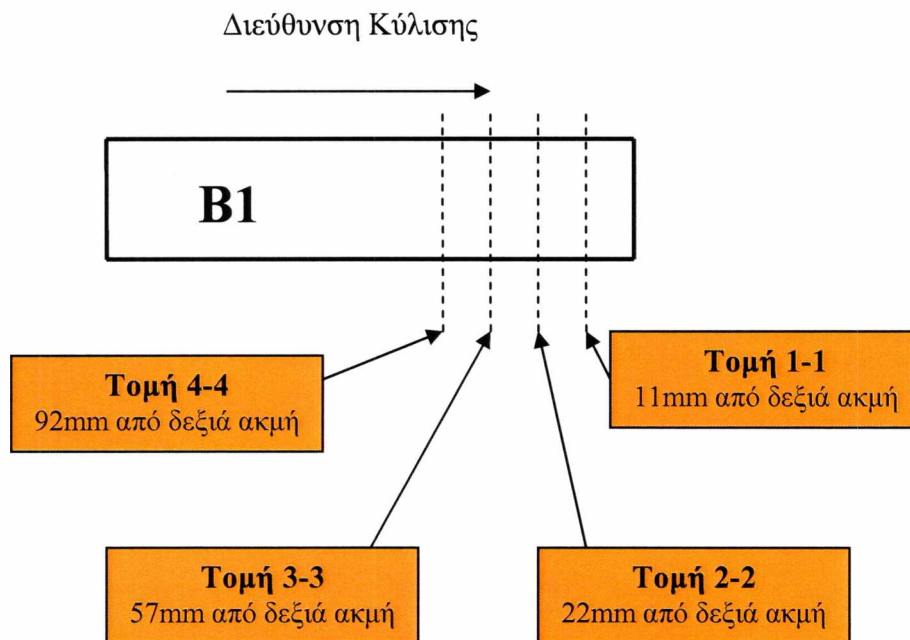 Διεύθυνση Κύλισης
B1
Τομή 4-4
92mm από δεξιά ακμή
Τομή 1-1
11mm από δεξιά ακμή
Τομή 3-3
57mm από δεξιά ακμή
Τομή 2-2
22mm από δεξιά ακμή